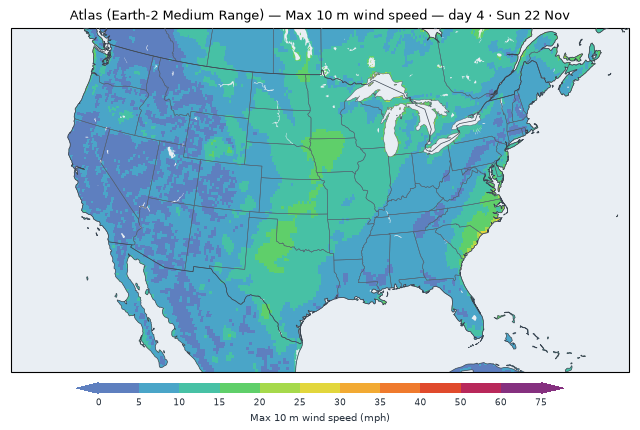 Atlas (Earth-2 Medium Range) — Max 10 m wind speed — day 4 · Sun 22 Nov
0 5 10 15 20 25 30 35 40 50 60 75
Max 10 m wind speed (mph)